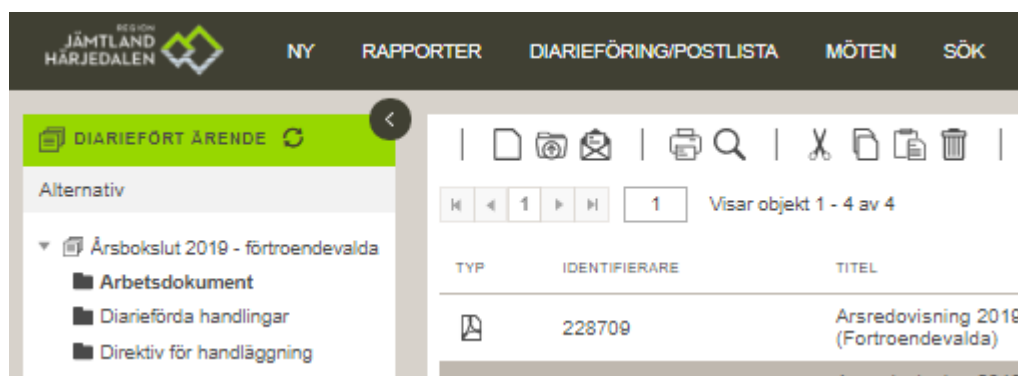 REGION
JÄMTLAND
HÄRJEDALEN
NY RAPPORTER DIARIEFÖRING/POSTLISTA MÖTEN SÖK
DIARIEFÖRT ÄRENDE
Alternativ
1 1 Visar objekt 1 - 4 av 4
Årsbokslut 2019 - förtroendevalda
Arbetsdokument
Diarieförda handlingar
Direktiv för handläggning
TYP IDENTIFIERARE TITEL
228709 Arsredovisning 2019
(Fortroendevalda)